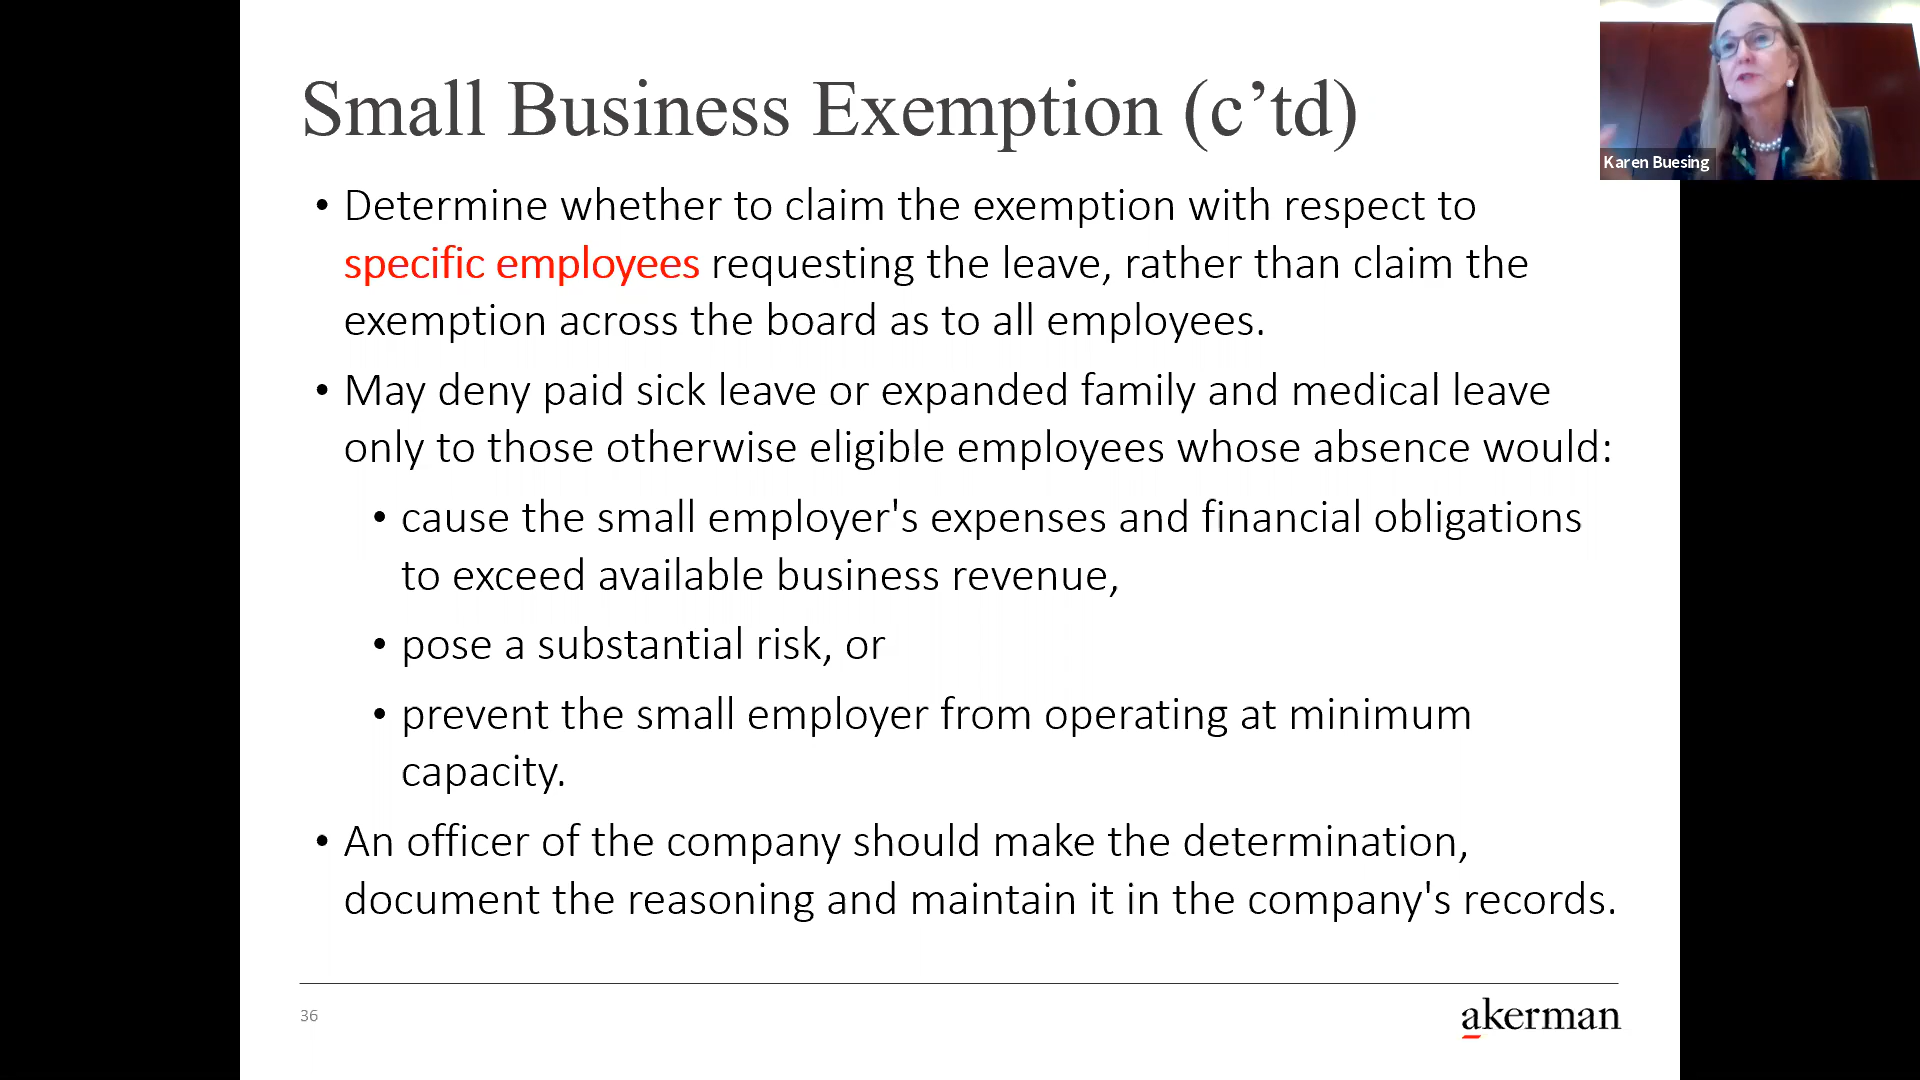 Small Business Exemption (c’td)
Karen Buesing
• Determine whether to claim the exemption with respect to
specific employees requesting the leave, rather than claim the
exemption across the board as to all employees.
• May deny paid sick leave or expanded family and medical leave
only to those otherwise eligible employees whose absence would:
• cause the small employer's expenses and financial obligations
to exceed available business revenue,
• pose a substantial risk, or
• prevent the small employer from operating at minimum
capacity.
• An officer of the company should make the determination,
document the reasoning and maintain it in the company's records.
36
akerman